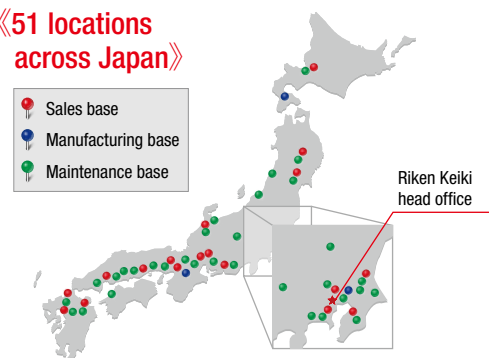 《51 locations
across Japan》
Sales base
Manufacturing base
Maintenance base
Riken Keiki
head office